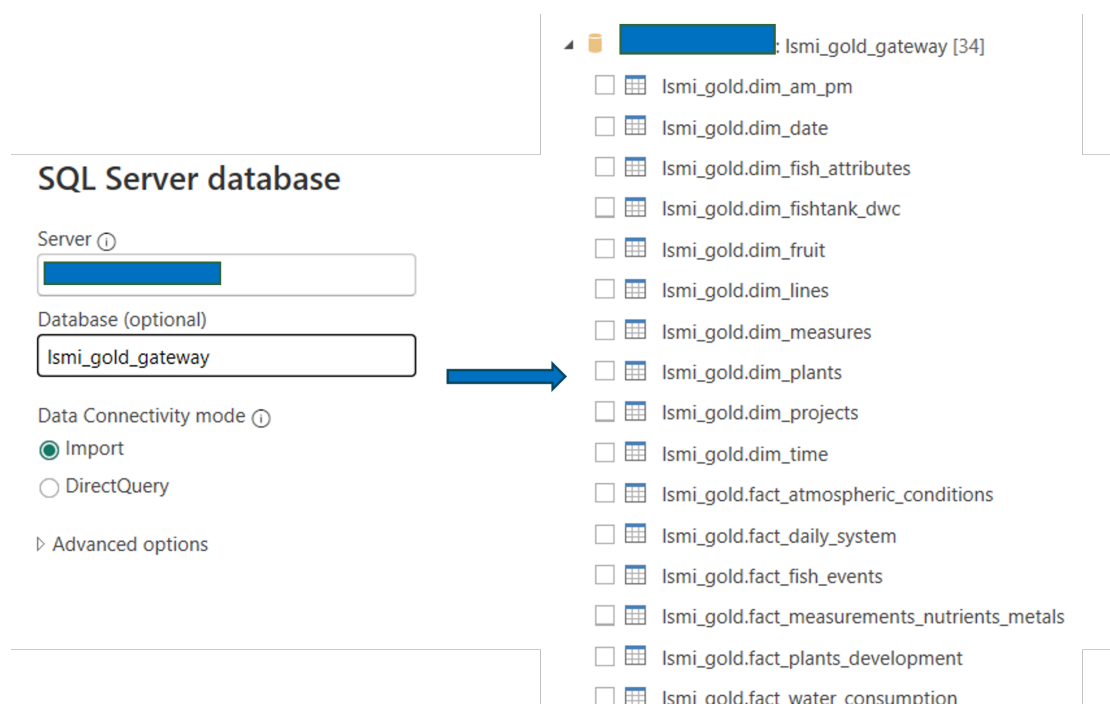 SQL Server database
Server
Database (optional)
lsmi_gold_gateway
Data Connectivity mode
Import
DirectQuery
Advanced options
: lsmi_gold_gateway [34]
lsmi_gold.dim_am_pm
lsmi_gold.dim_date
lsmi_gold.dim_fish_attributes
lsmi_gold.dim_fishtank_dwc
lsmi_gold.dim_fruit
lsmi_gold.dim_lines
lsmi_gold.dim_measures
lsmi_gold.dim_plants
lsmi_gold.dim_projects
lsmi_gold.dim_time
lsmi_gold.fact_atmospheric_conditions
lsmi_gold.fact_daily_system
lsmi_gold.fact_fish_events
lsmi_gold.fact_measurements_nutrients_metals
lsmi_gold.fact_plants_development
lsmi_gold.fact_water_consumption